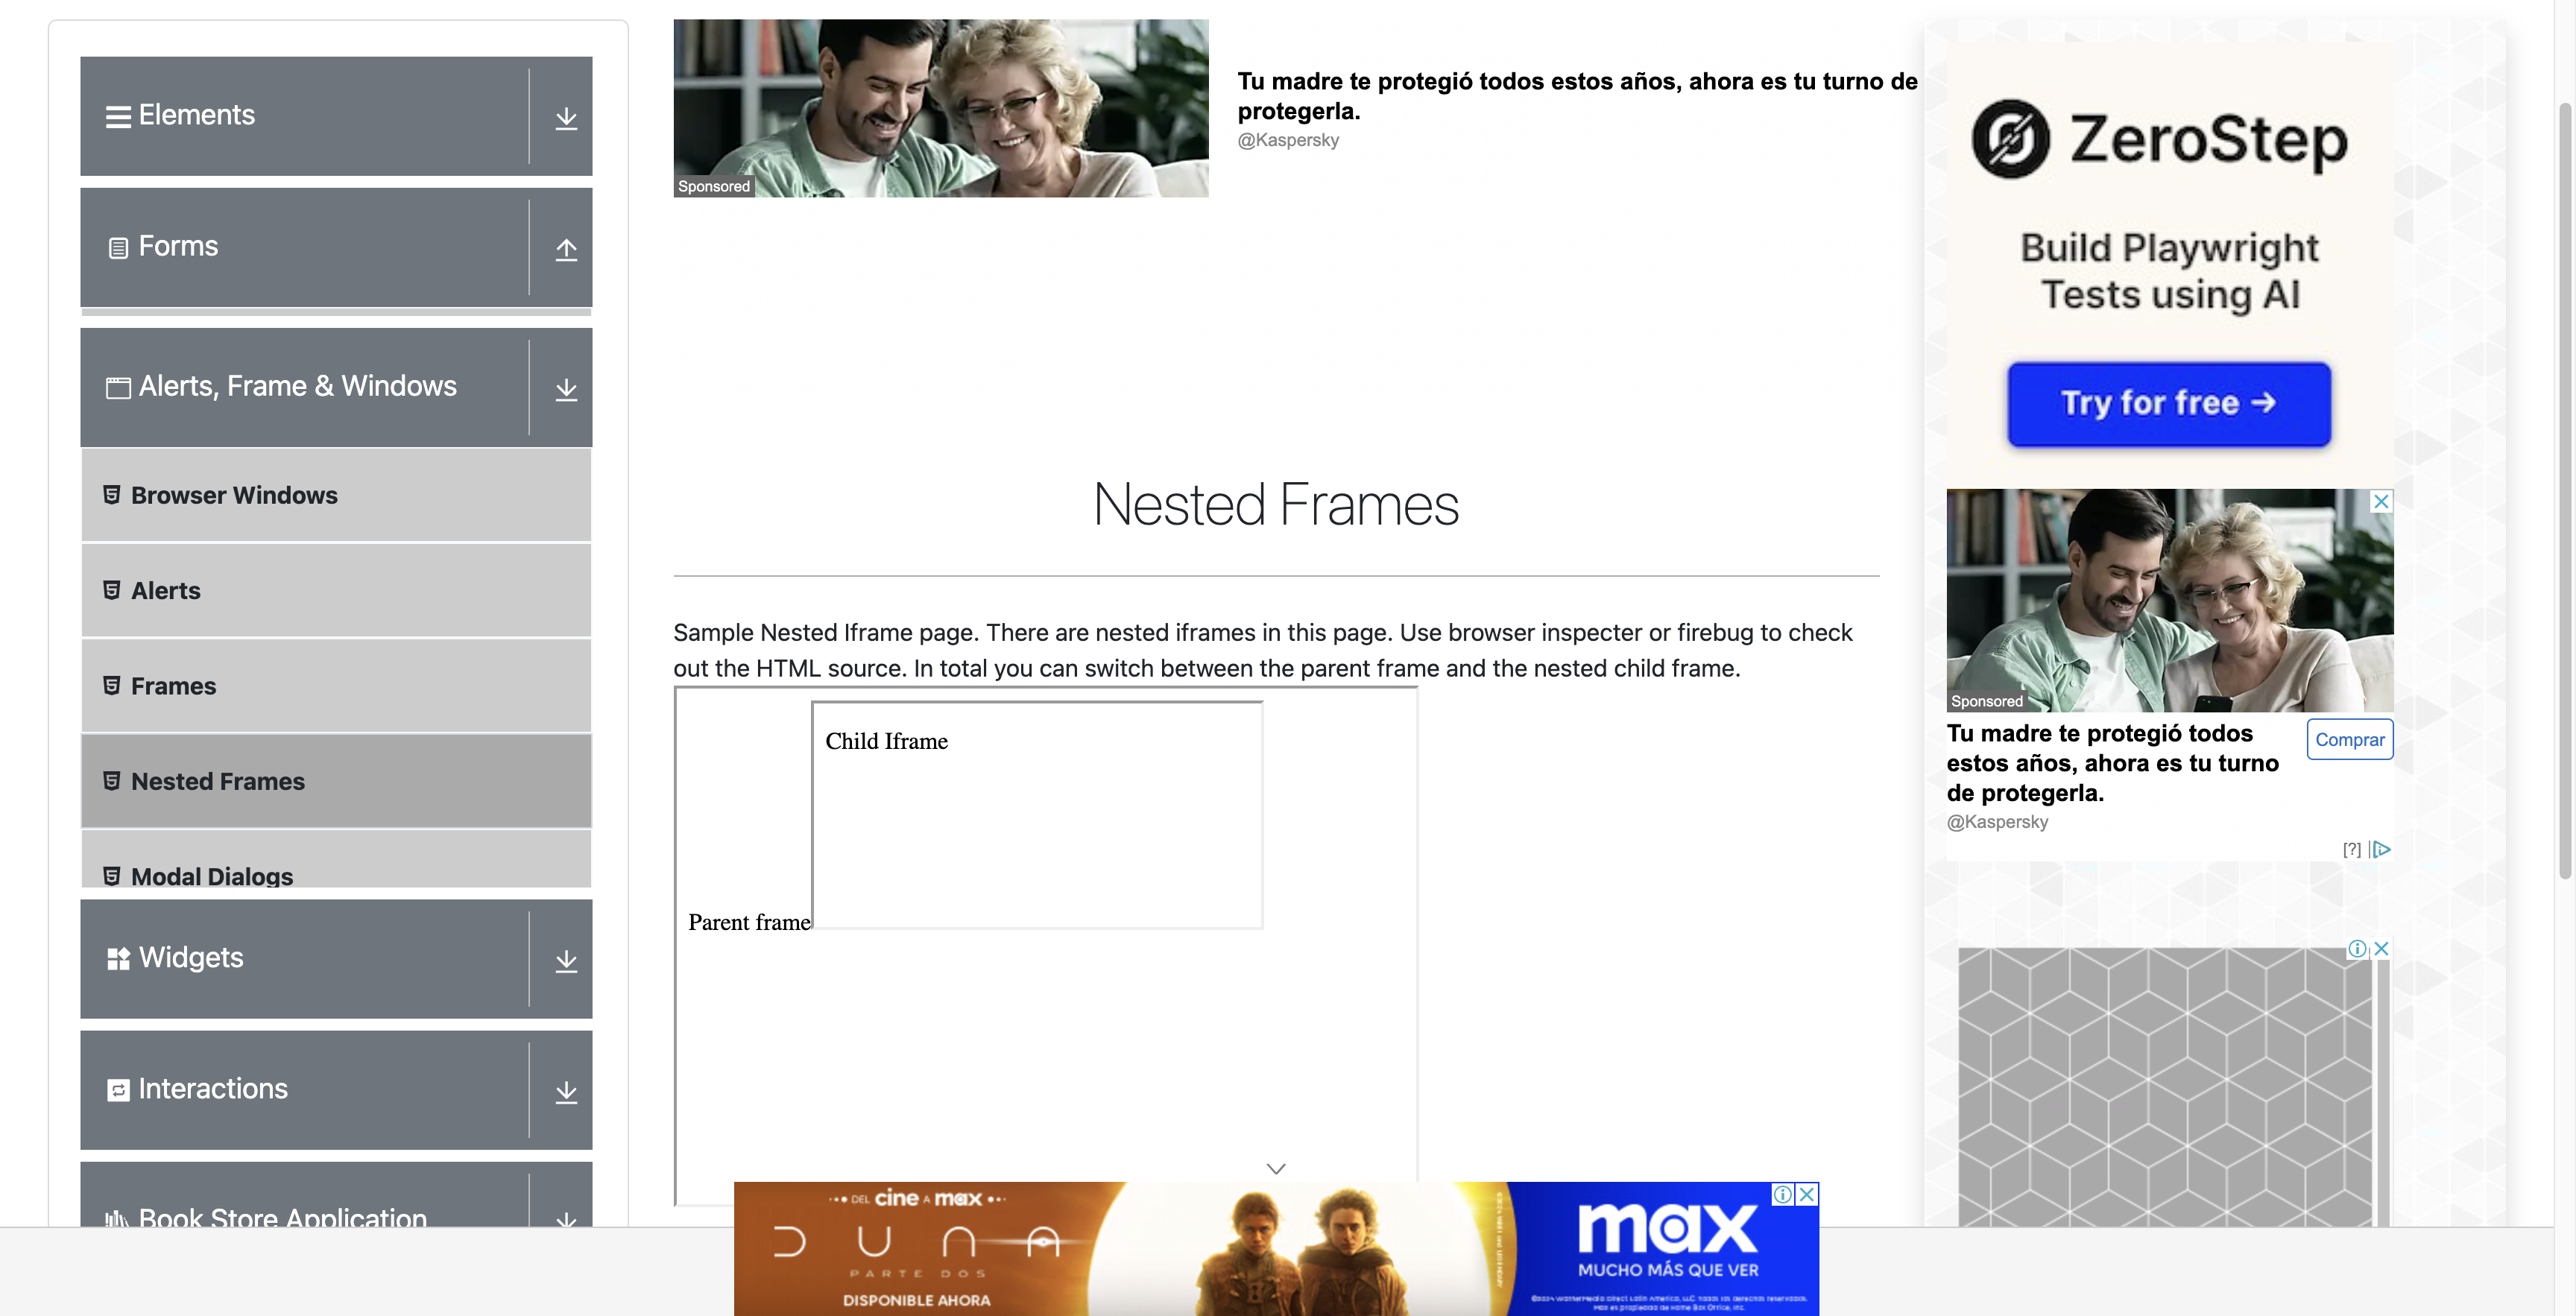 Elements
Forms
Alerts, Frame & Windows
Browser Windows
Alerts
Frames
Nested Frames
Modal Dialogs
Widgets
Interactions
Book Store Application
Sponsored
Tu madre te protegió todos estos años, ahora es tu turno de
protegerla.
@Kaspersky
Nested Frames
Sample Nested Iframe page. There are nested iframes in this page. Use browser inspecter or firebug to check
out the HTML source. In total you can switch between the parent frame and the nested child frame.
Child Iframe
Parent frame
ZeroStep
Build Playwright
Tests using AI
Try for free →
Sponsored
Tu madre te protegió todos
estos años, ahora es tu turno
de protegerla.
Comprar
@Kaspersky
[?]
DEL cine A max
DUNA
PARTE DOS
DISPONIBLE AHORA
max
MUCHO MÁS QUE VER